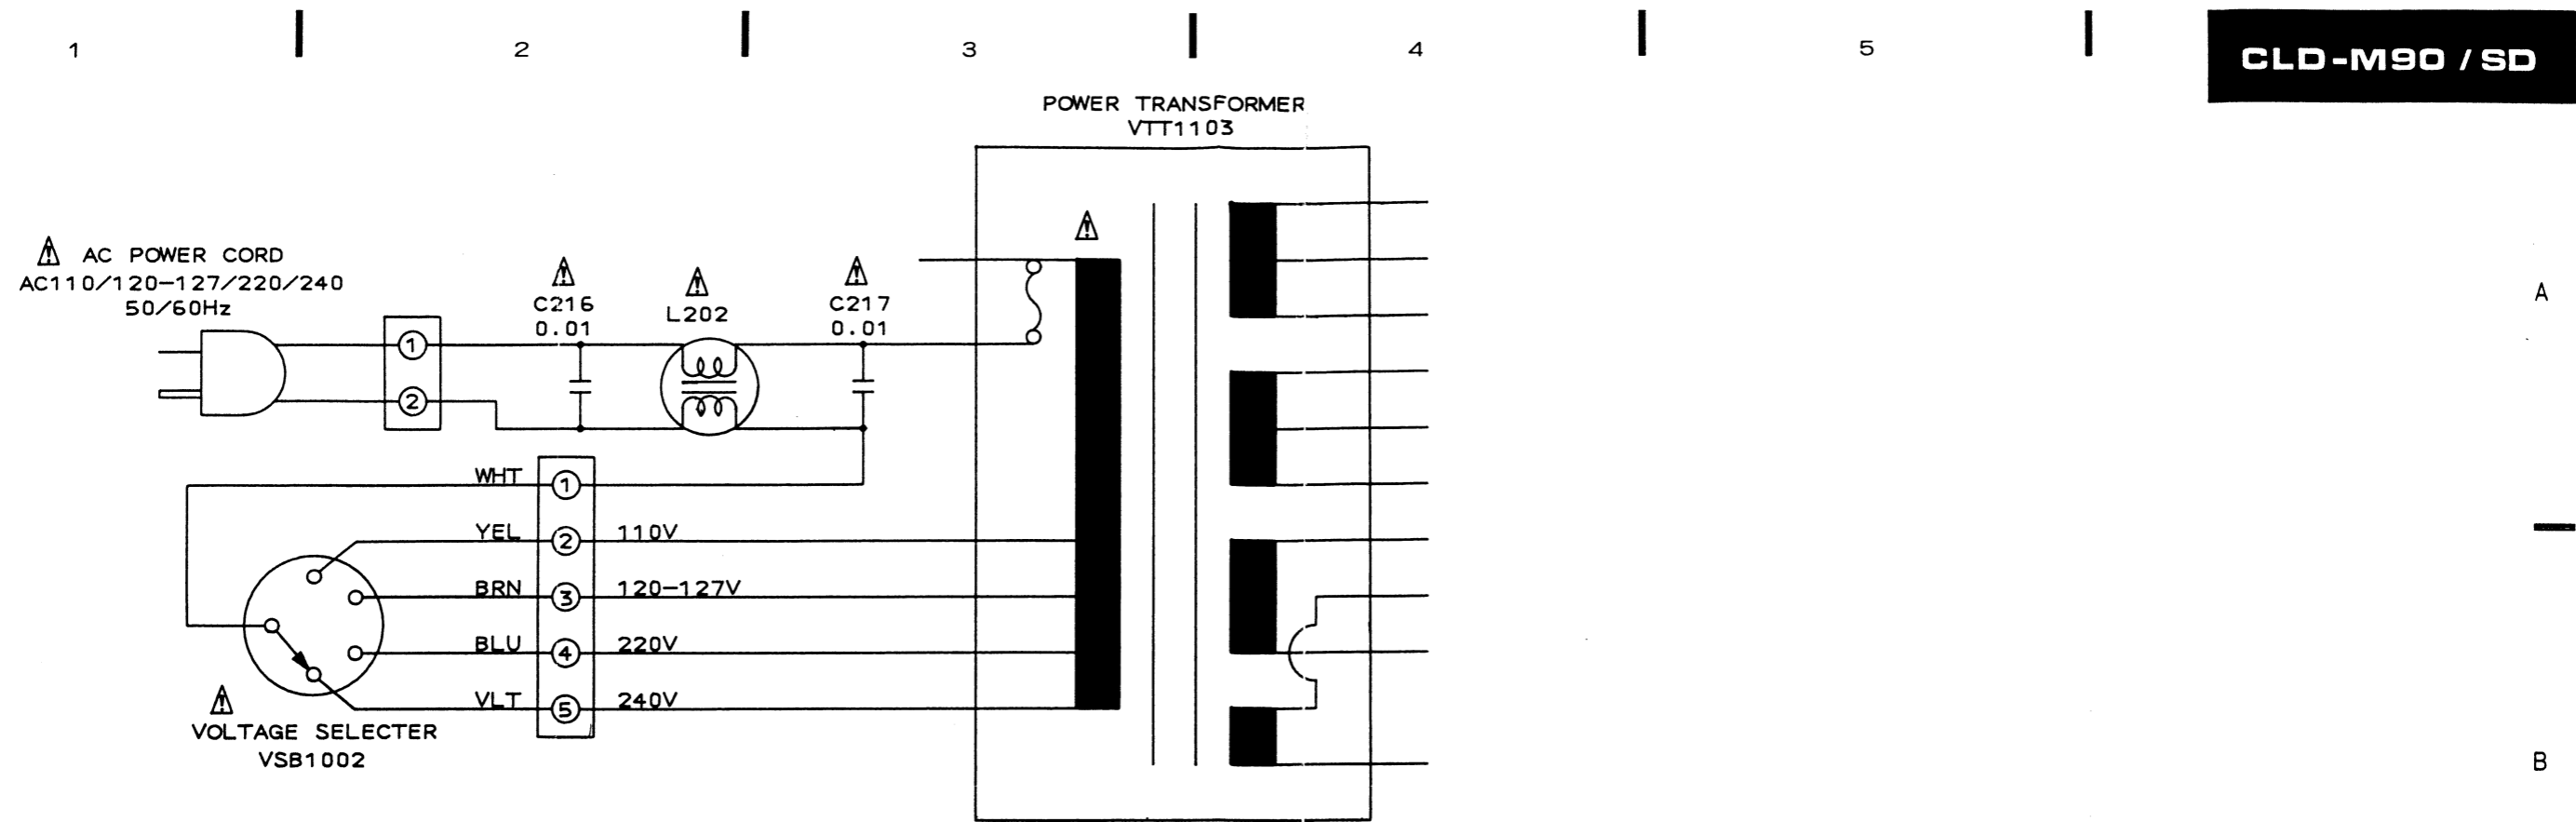 1 2 3 4 5
CLD-M90 / SD
POWER TRANSFORMER
VTT1103
AC POWER CORD
AC110/120-127/220/240
50/60Hz
C216
0.01
L202
C217
0.01
A
1
2
WHT 1
YEL 2 110V
BRN 3 120-127V
BLU 4 220V
VLT 5 240V
VOLTAGE SELECTER
VSB1002
B